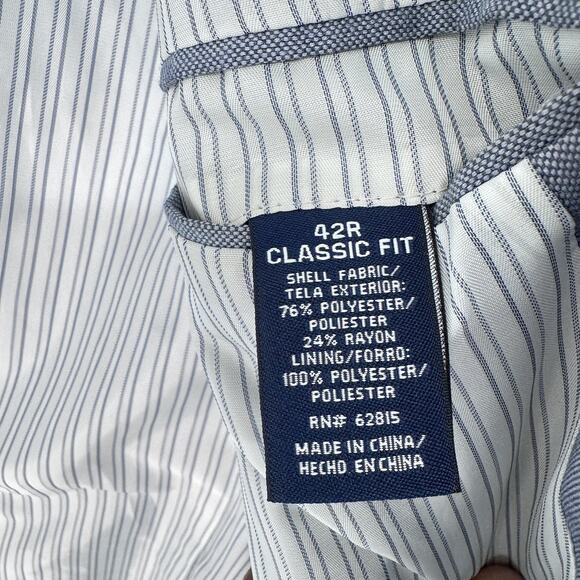 42R
CLASSIC FIT
SHELL FABRIC/
TELA EXTERIOR:
76% POLYESTER/
POLIESTER
24% RAYON
LINING/FORRO:
100% POLYESTER/
POLIESTER
RN# 62815
MADE IN CHINA/
HECHO EN CHINA